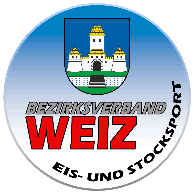 BEZIRKSVERBAND
WEIZ
EIS- UND STOCKSPORT